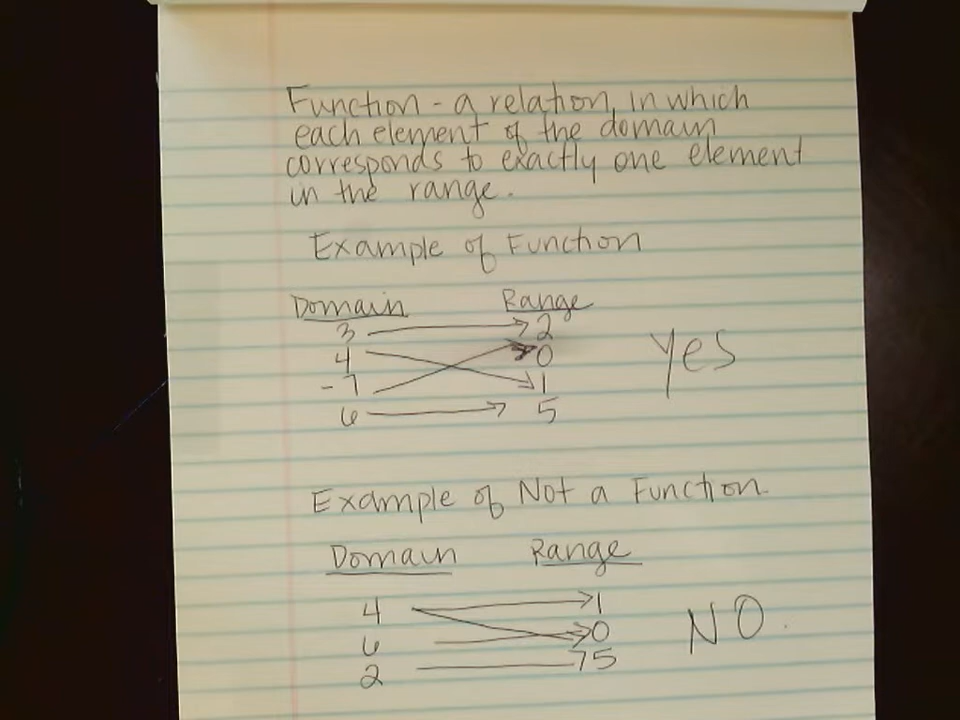 Function - a relation in which
each element of the domain
corresponds to exactly one element
in the range.
Example of Function
Domain Range
3 2
4 0
-7 1
6 5
Yes
Example of Not a Function
Domain Range
4 1
6 0
2 5
NO.